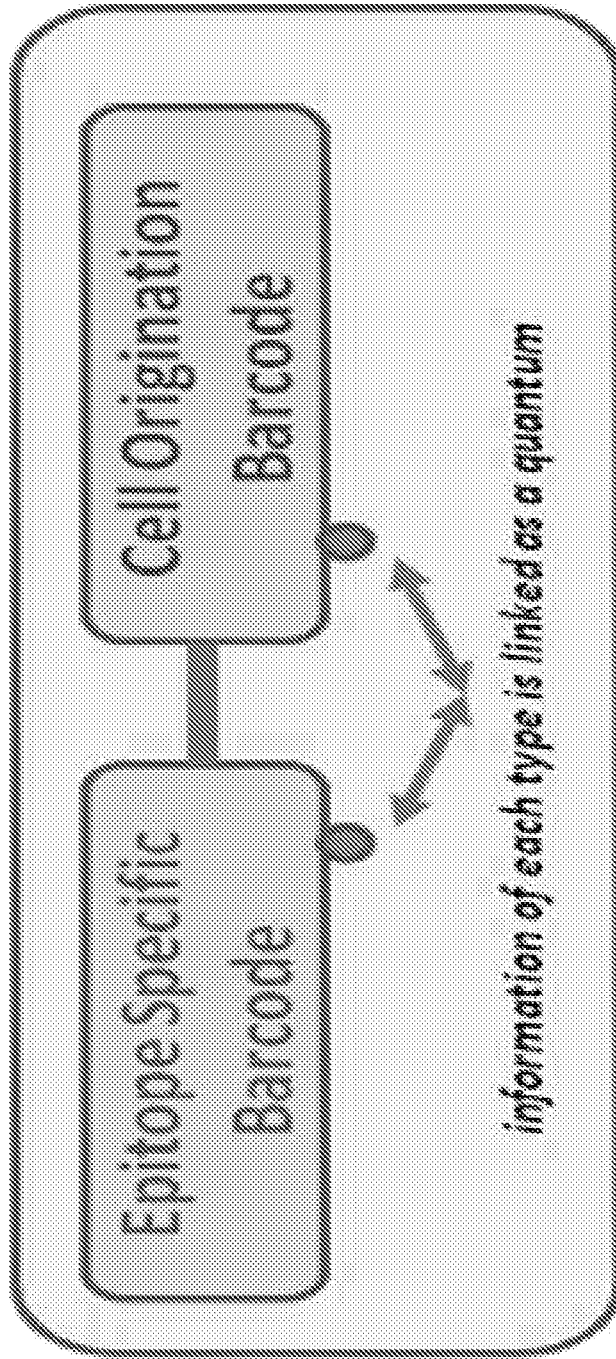 Epitope Specific
Barcode
Cell Origination
Barcode
information of each type is linked as a quantum